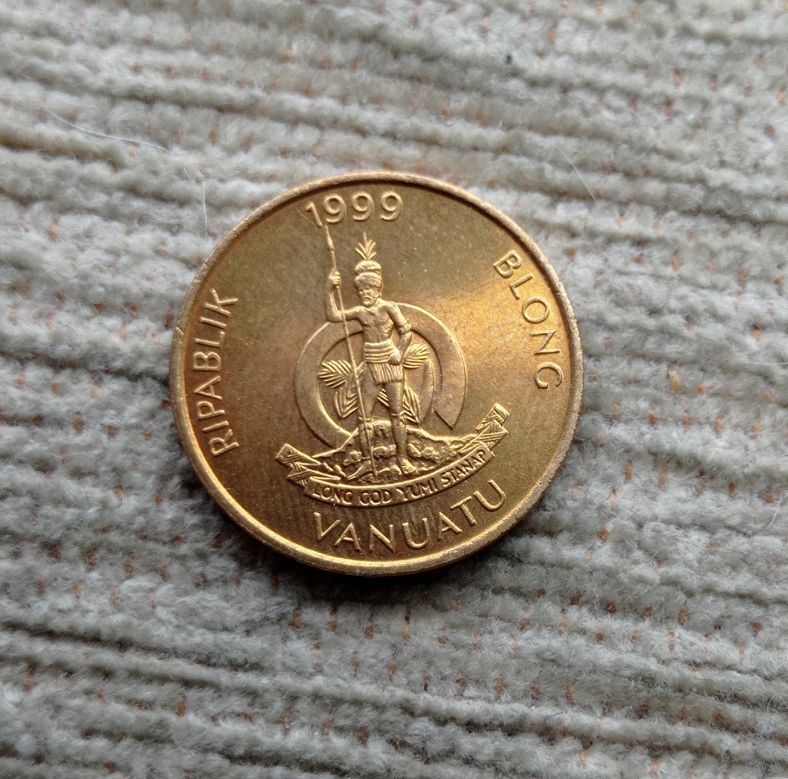 1999
RIPABLIK
BLONG
VANUATU
LONG GOD YUMI STANAP